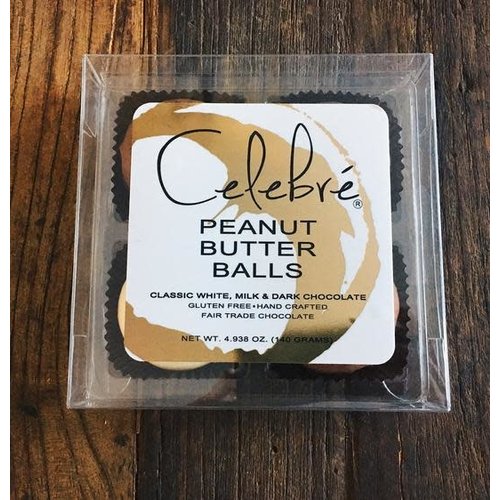 Celebré®
PEANUT
BUTTER
BALLS
CLASSIC WHITE, MILK & DARK CHOCOLATE
GLUTEN FREE•HAND CRAFTED
FAIR TRADE CHOCOLATE
NET WT. 4.938 OZ. (140 GRAMS)